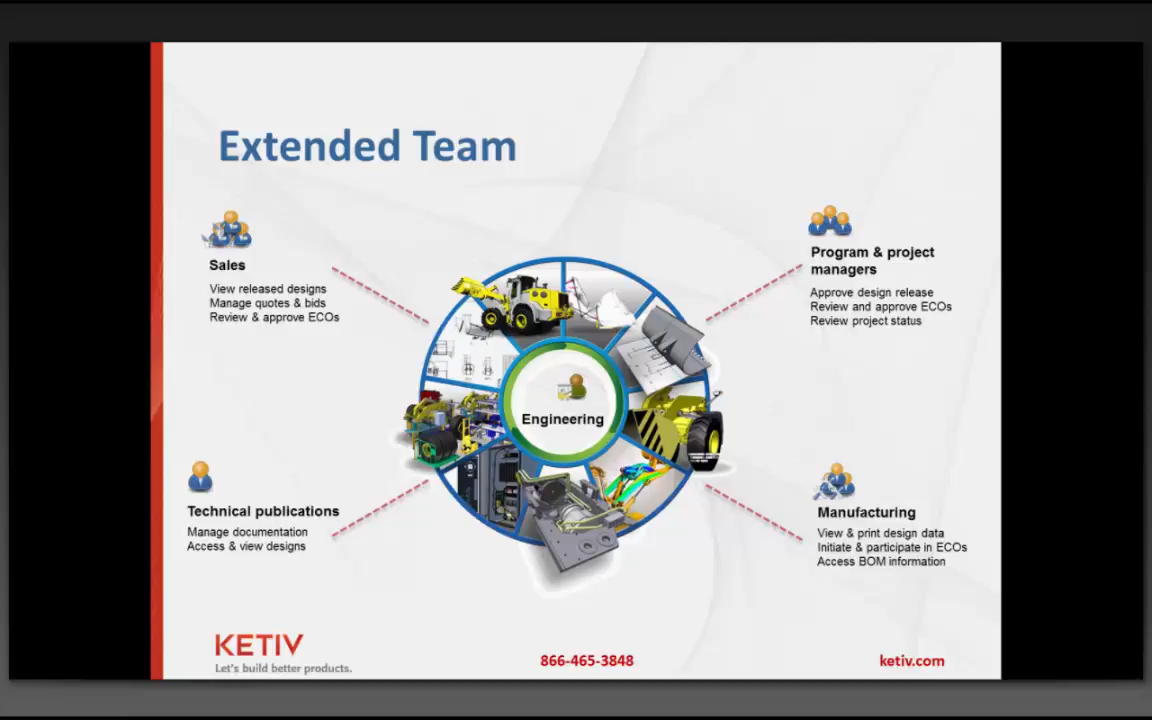 Extended Team
Sales
View released designs
Manage quotes & bids
Review & approve ECOs
Program & project
managers
Approve design release
Review and approve ECOs
Review project status
Engineering
Technical publications
Manage documentation
Access & view designs
Manufacturing
View & print design data
Initiate & participate in ECOs
Access BOM information
KETIV
Let's build better products.
866-465-3848
ketiv.com